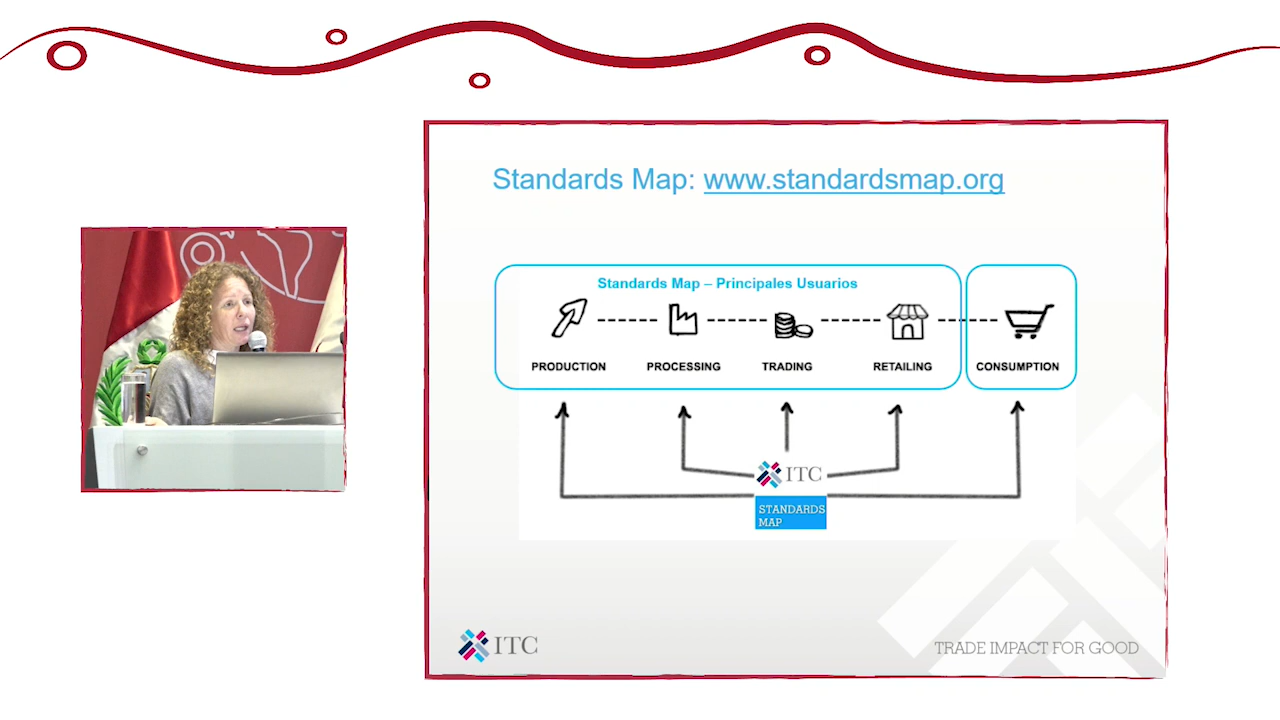 Standards Map: www.standardsmap.org
Standards Map – Principales Usuarios
PRODUCTION
PROCESSING
TRADING
RETAILING
CONSUMPTION
ITC
STANDARDS
MAP
ITC
TRADE IMPACT FOR GOOD